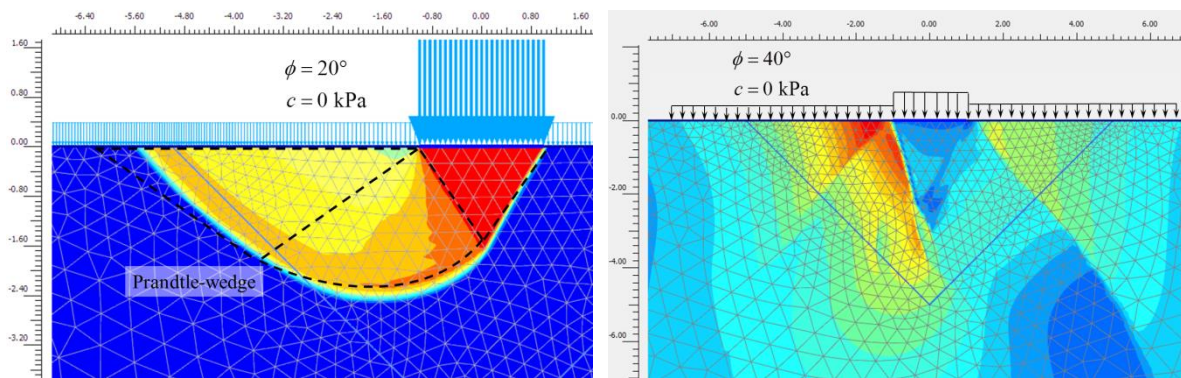 -6.40 -5.60 -4.80 -4.00 -3.20 -2.40 -1.60 -0.80 0.00 0.80 1.60
1.60
0.80
0.00
-0.80
-1.60
-2.40
-3.20
ϕ = 20°
c = 0 kPa
Prandtle-wedge
-6.00 -4.00 -2.00 0.00 2.00 4.00 6.00
0.00
-2.00
-4.00
-6.00
ϕ = 40°
c = 0 kPa